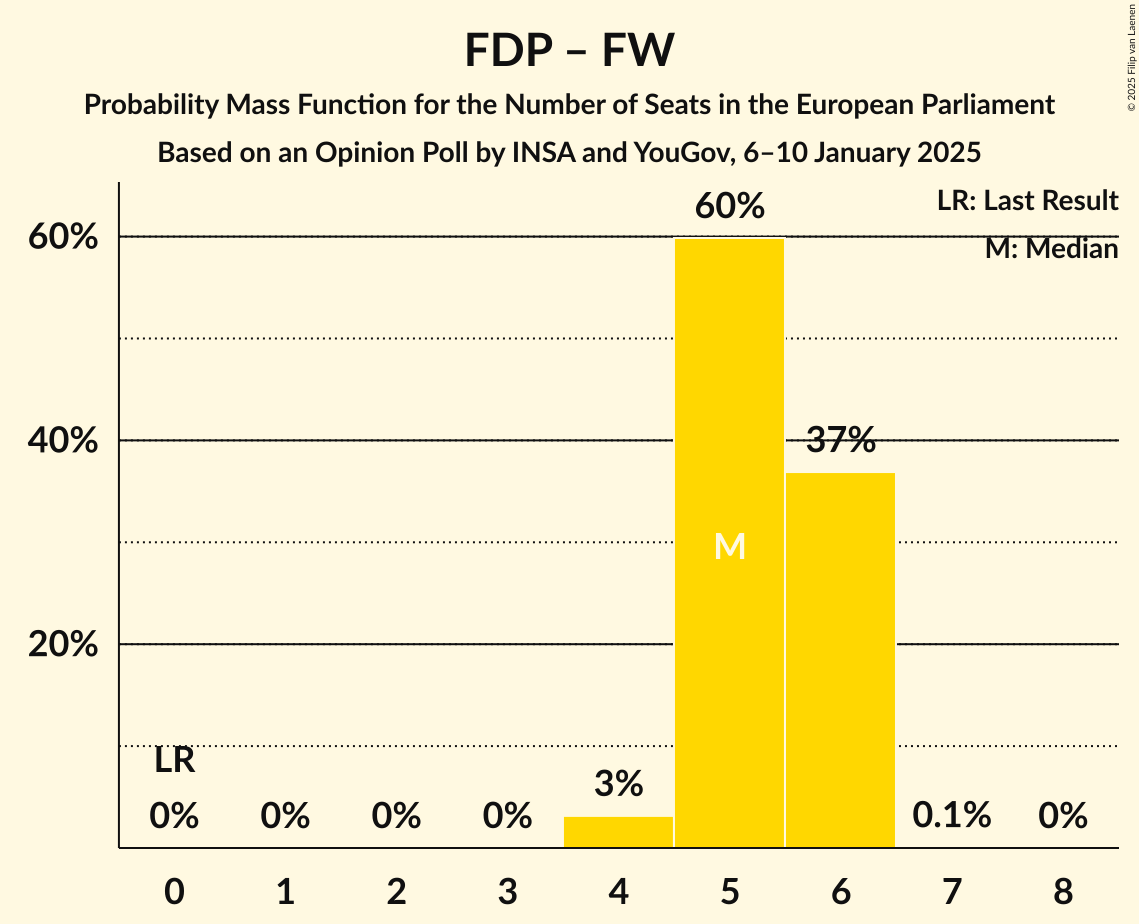 FDP – FW
Probability Mass Function for the Number of Seats in the European Parliament
Based on an Opinion Poll by INSA and YouGov, 6–10 January 2025
© 2025 Filip van Laenen
LR: Last Result
M: Median
60%
60%
40%
37%
M
20%
LR
3%
0%
0%
0%
0%
0.1%
0%
0
1
2
3
4
5
6
7
8